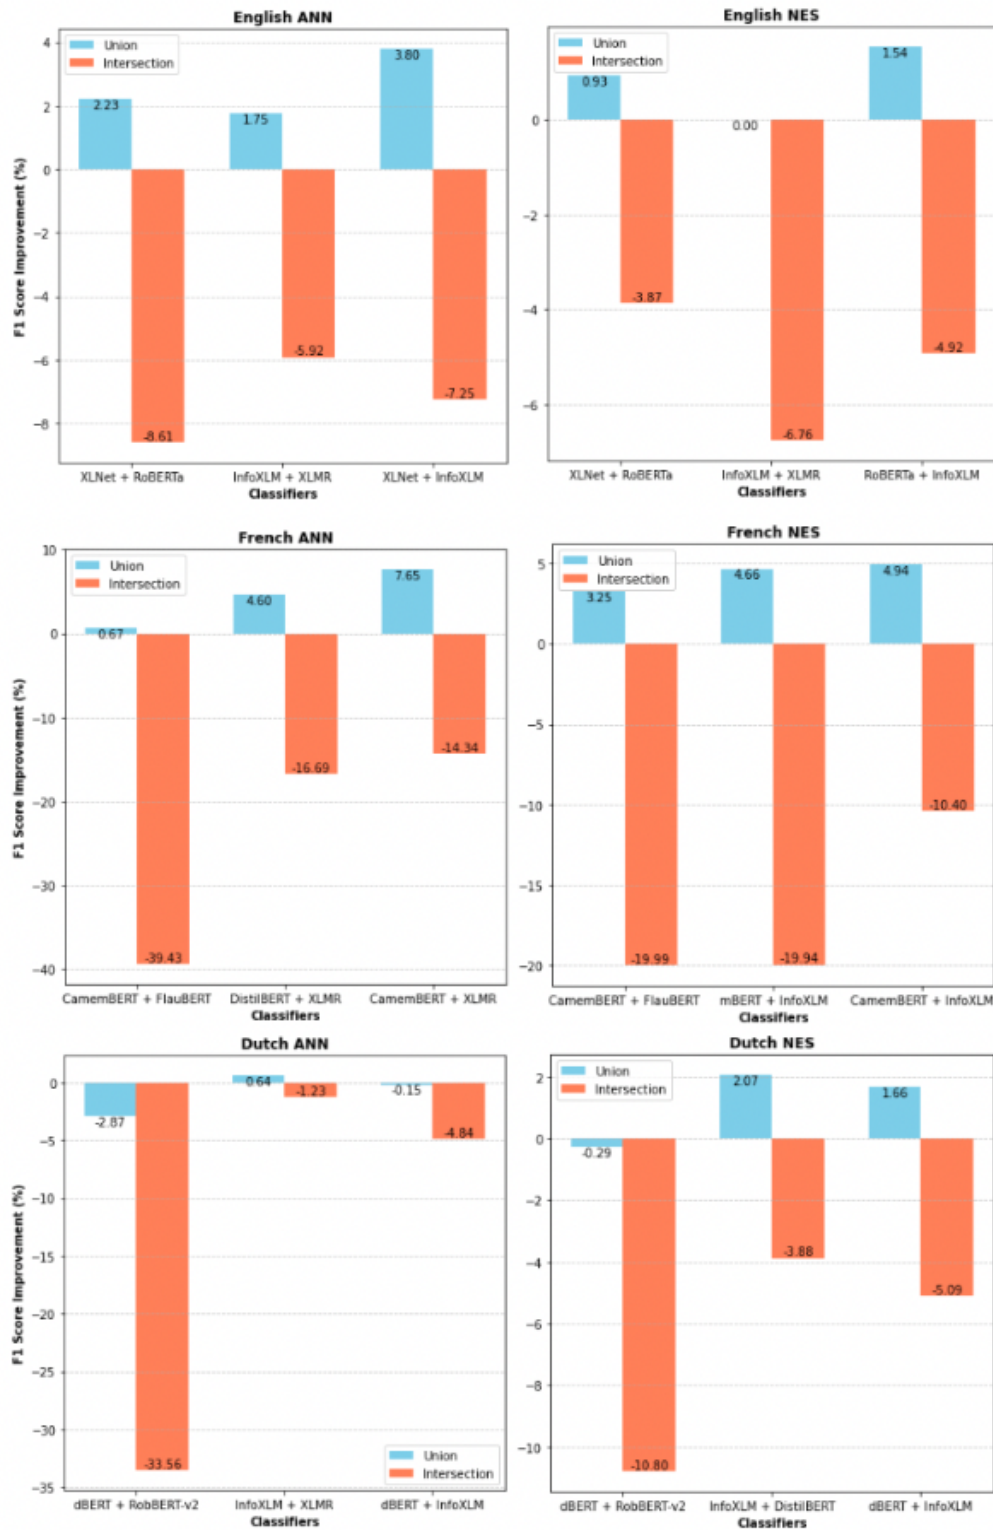 English ANN
Union
Intersection
F1 Score Improvement (%)
4
2
0
−2
−4
−6
−8
2.23
1.75
3.80
-8.61
-5.92
-7.25
XLNet + RoBERTa
InfoXLM + XLMR
XLNet + InfoXLM
Classifiers
English NES
Union
Intersection
0
−2
−4
−6
0.93
0.00
1.54
-3.87
-6.76
-4.92
XLNet + RoBERTa
InfoXLM + XLMR
RoBERTa + InfoXLM
Classifiers
French ANN
Union
Intersection
F1 Score Improvement (%)
10
0
−10
−20
−30
−40
0.67
4.60
7.65
-39.43
-16.69
-14.34
CamemBERT + FlauBERT
DistilBERT + XLMR
CamemBERT + XLMR
Classifiers
French NES
Union
Intersection
5
0
−5
−10
−15
−20
3.25
4.66
4.94
-19.99
-19.94
-10.40
CamemBERT + FlauBERT
mBERT + InfoXLM
CamemBERT + InfoXLM
Classifiers
Dutch ANN
F1 Score Improvement (%)
0
−5
−10
−15
−20
−25
−30
−35
-2.87
0.64
-0.15
-33.56
-1.23
-4.84
Union
Intersection
dBERT + RobBERT-v2
InfoXLM + XLMR
dBERT + InfoXLM
Classifiers
Dutch NES
Union
Intersection
2
0
−2
−4
−6
−8
−10
-0.29
2.07
1.66
-10.80
-3.88
-5.09
dBERT + RobBERT-v2
InfoXLM + DistilBERT
dBERT + InfoXLM
Classifiers